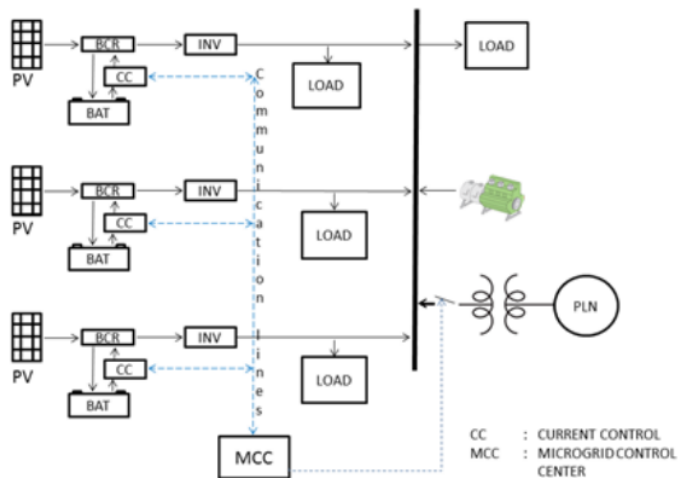 BCR
INV
LOAD
PV
CC
BAT
LOAD
Communication lines
BCR
INV
PV
CC
BAT
LOAD
BCR
INV
PLN
PV
CC
BAT
LOAD
MCC
CC : CURRENT CONTROL
MCC : MICROGRID CONTROL
CENTER